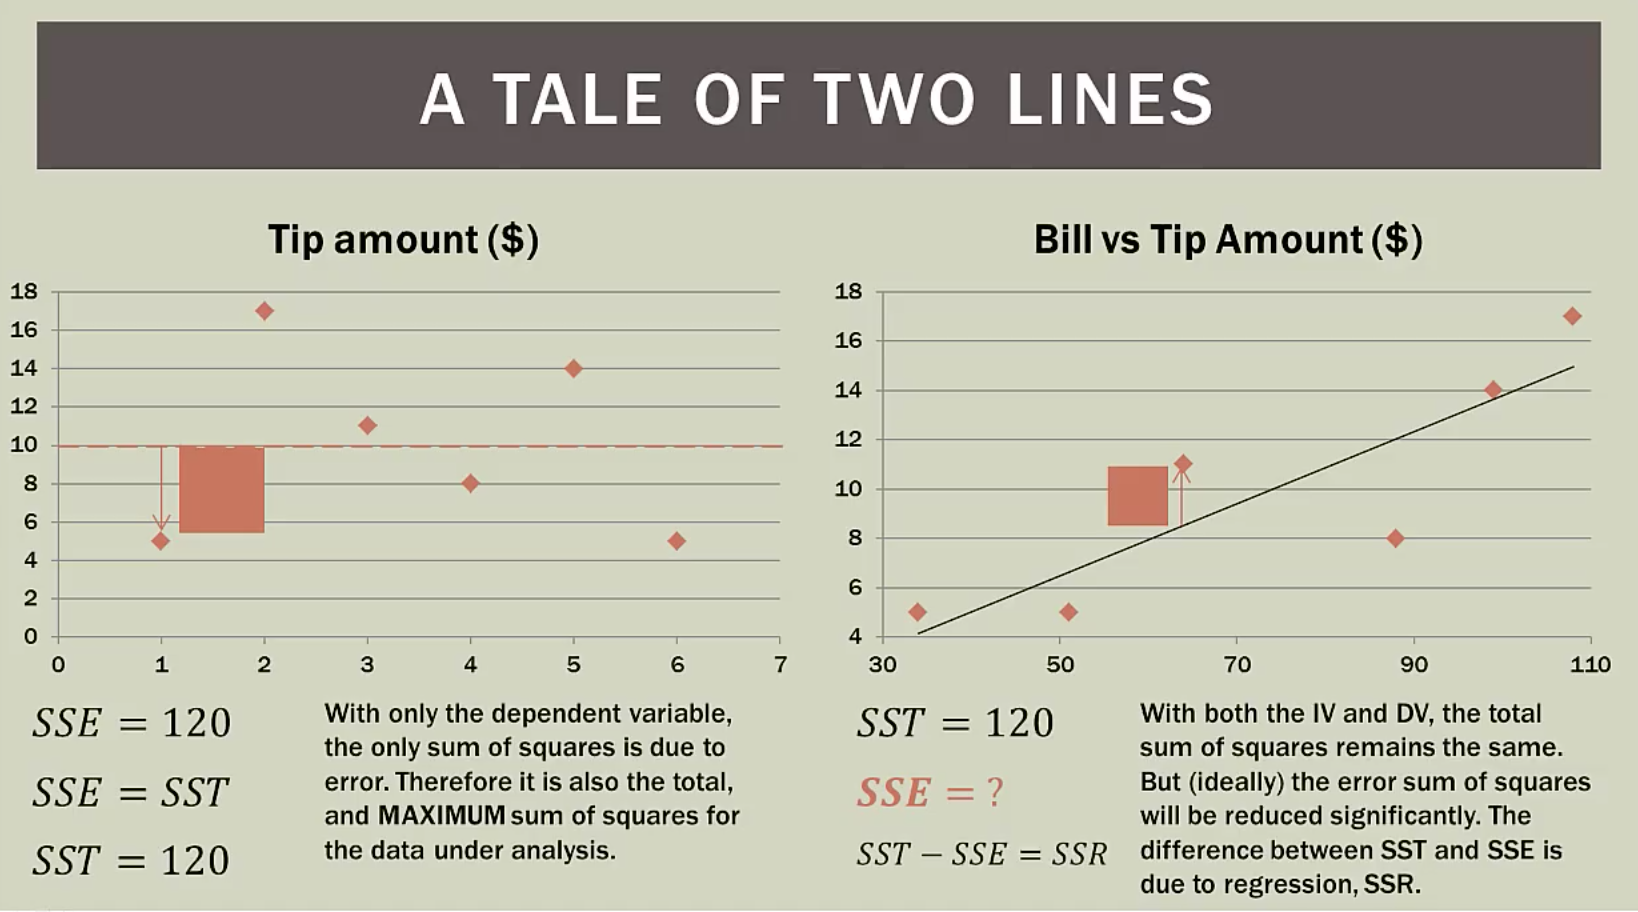 A TALE OF TWO LINES
Tip amount ($)
18
16
14
12
10
8
6
4
2
0
0 1 2 3 4 5 6 7
SSE = 120
SSE = SST
SST = 120
With only the dependent variable,
the only sum of squares is due to
error. Therefore it is also the total,
and MAXIMUM sum of squares for
the data under analysis.
Bill vs Tip Amount ($)
18
16
14
12
10
8
6
4
30 50 70 90 110
SST = 120
SSE = ?
SST − SSE = SSR
With both the IV and DV, the total
sum of squares remains the same.
But (ideally) the error sum of squares
will be reduced significantly. The
difference between SST and SSE is
due to regression, SSR.